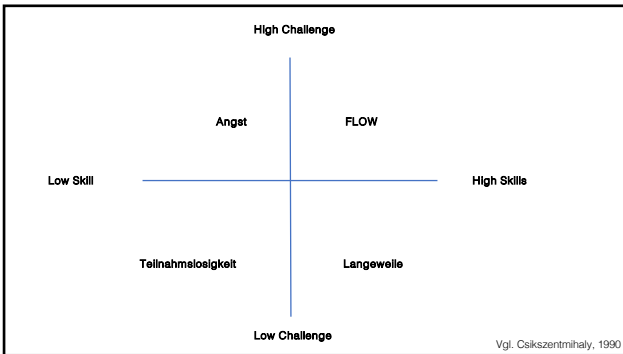 High Challenge
Angst FLOW
Low Skill High Skills
Teilnahmslosigkeit Langeweile
Low Challenge
Vgl. Csikszentmihaly, 1990